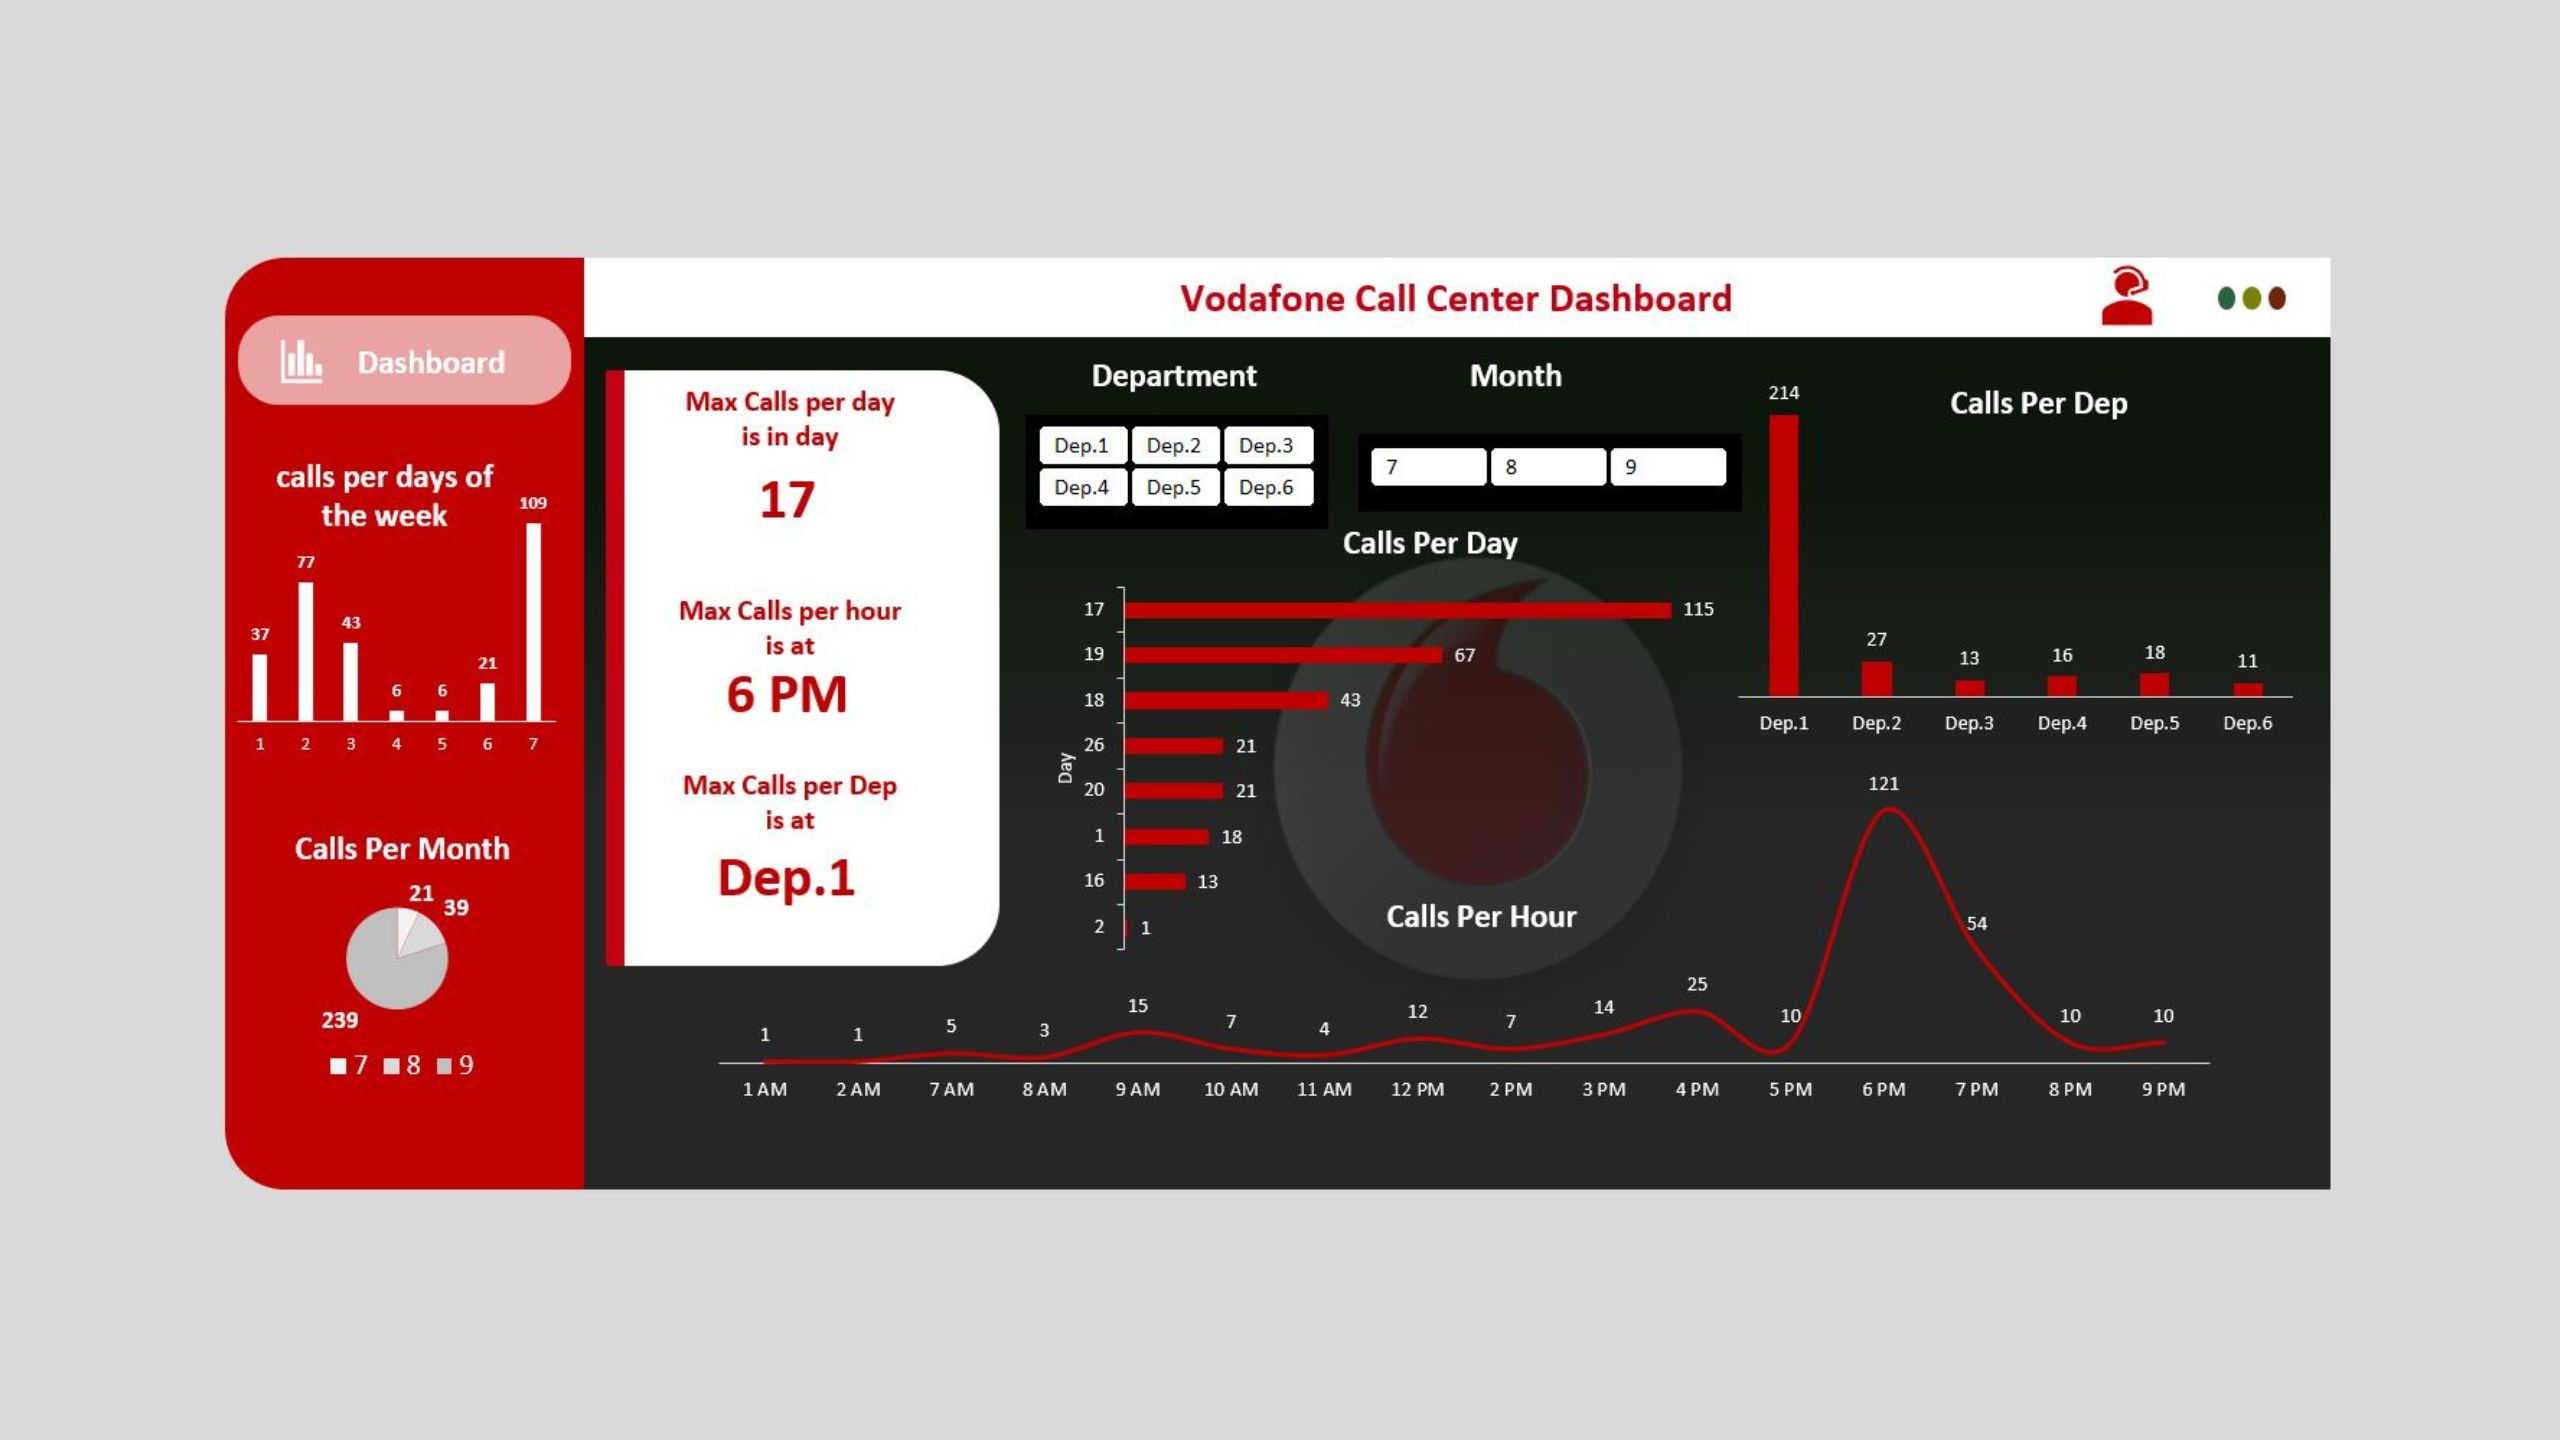 Vodafone Call Center Dashboard
Dashboard
calls per days of
the week
37
77
43
6
6
21
109
1 2 3 4 5 6 7
Calls Per Month
21
39
239
7 8 9
Max Calls per day
is in day
17
Max Calls per hour
is at
6 PM
Max Calls per Dep
is at
Dep.1
Department
Dep.1 Dep.2 Dep.3
Dep.4 Dep.5 Dep.6
Month
7 8 9
Calls Per Day
Day
17 115
19 67
18 43
26 21
20 21
1 18
16 13
2 1
Calls Per Dep
214
27
13
16
18
11
Dep.1 Dep.2 Dep.3 Dep.4 Dep.5 Dep.6
Calls Per Hour
1 1 5 3 15 7 4 12 7 14 25 10 121 54 10 10
1 AM 2 AM 7 AM 8 AM 9 AM 10 AM 11 AM 12 PM 2 PM 3 PM 4 PM 5 PM 6 PM 7 PM 8 PM 9 PM